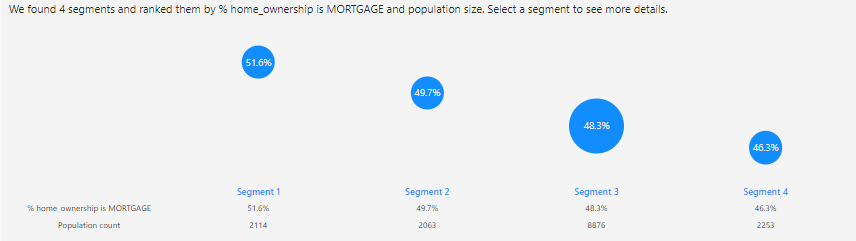 We found 4 segments and ranked them by % home_ownership is MORTGAGE and population size. Select a segment to see more details.
51.6%
49.7%
48.3%
46.3%
Segment 1 Segment 2 Segment 3 Segment 4
% home_ownership is MORTGAGE 51.6% 49.7% 48.3% 46.3%
Population count 2114 2063 8876 2253